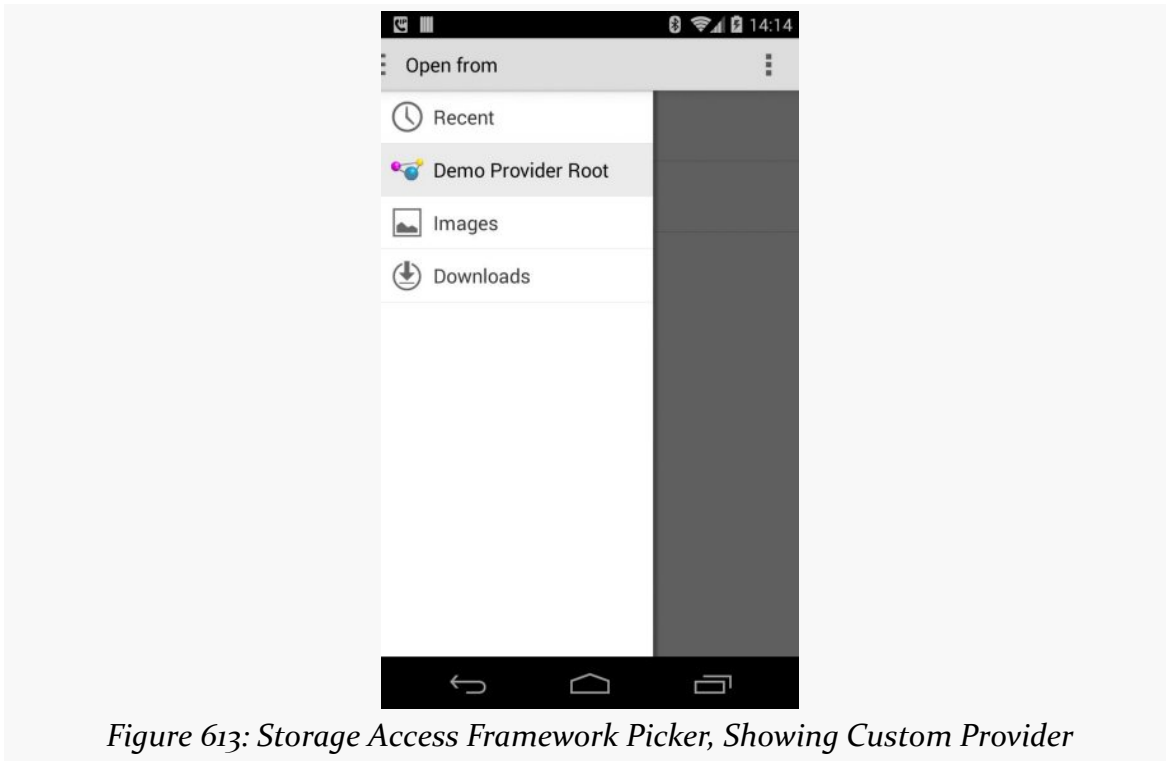 14:14
Open from
Recent
Demo Provider Root
Images
Downloads
Figure 613: Storage Access Framework Picker, Showing Custom Provider